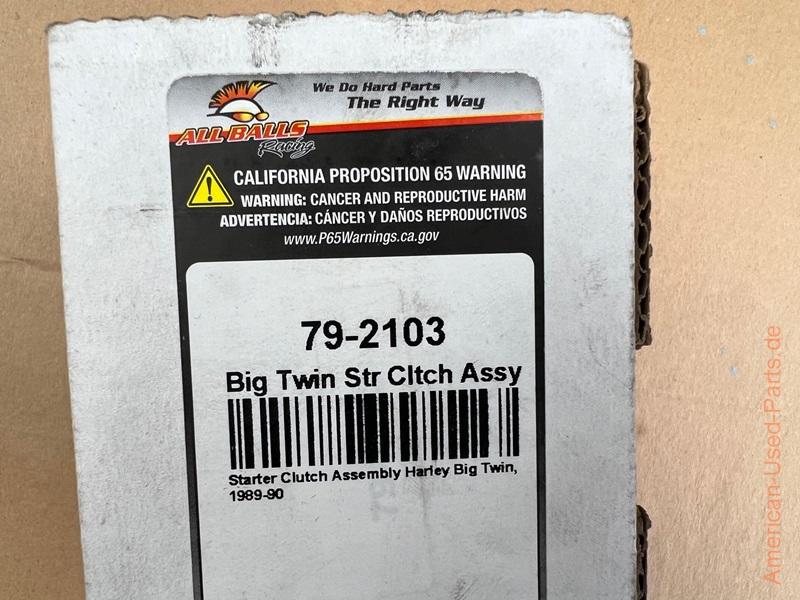 We Do Hard Parts
The Right Way
ALL BALLS
Racing
CALIFORNIA PROPOSITION 65 WARNING
WARNING: CANCER AND REPRODUCTIVE HARM
ADVERTENCIA: CÁNCER Y DAÑOS REPRODUCTIVOS
www.P65Warnings.ca.gov
79-2103
Big Twin Str Cltch Assy
Starter Clutch Assembly Harley Big Twin,
1989-90
American-Used-Parts.de